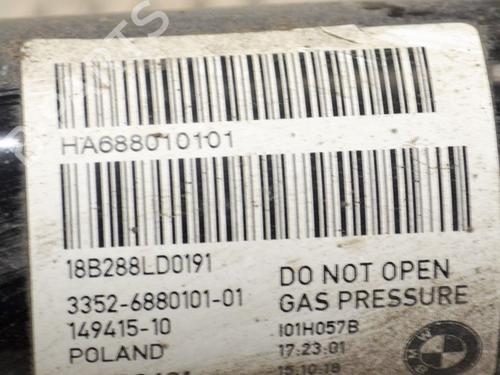 HA688010101
18B288LD0191
3352-6880101-01
149415-10
POLAND
DO NOT OPEN
GAS PRESSURE
I01H057B
17:23:01
15.10.18
BMW